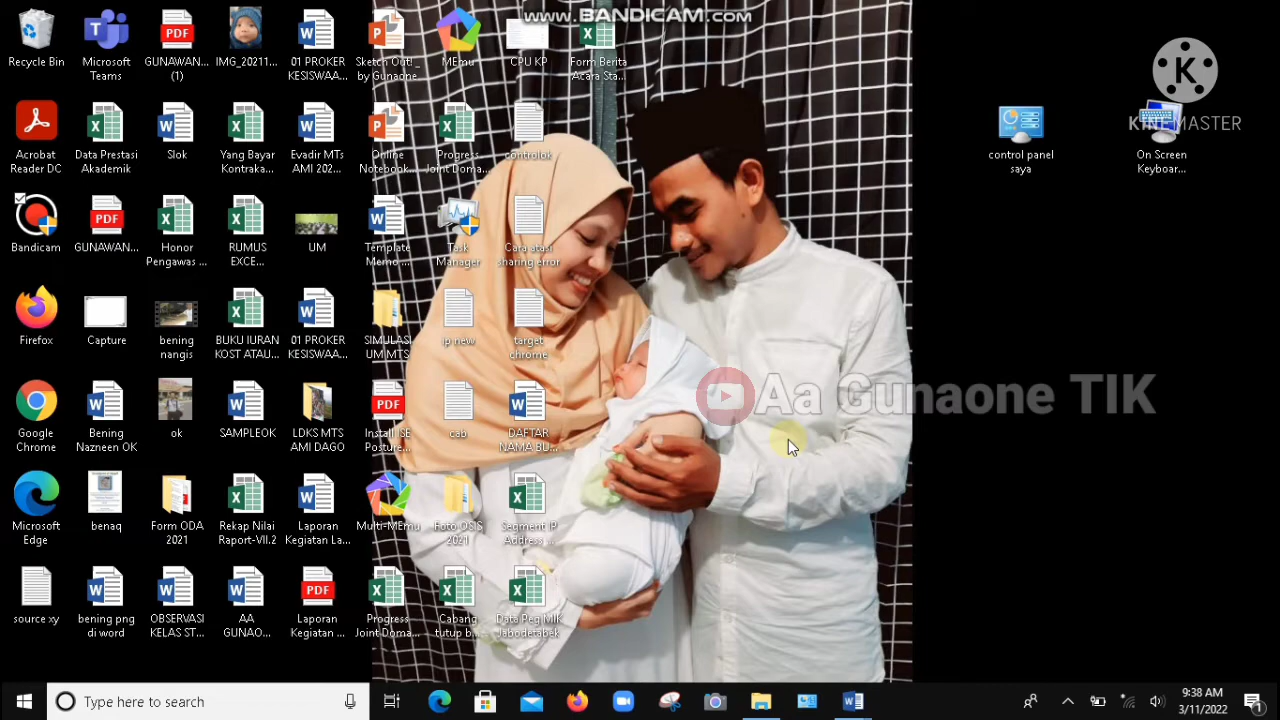 www.BANDICAM.com
Recycle Bin
Microsoft
Teams
GUNAWAN...
(1)
IMG_20211...
01 PROKER
KESISWAA...
Sketch Out! _
by Gunaone
MEmu
CPU KP
Form Berita
Acara Sta...
Acrobat
Reader DC
Data Prestasi
Akademik
Slok
Yang Bayar
Kontraka...
Evadir MTs
AMI 202...
Online
Notebook...
Progress
Joint Doma...
controlok
control panel
saya
On Screen
Keyboar...
K
KINEMASTER
Bandicam
GUNAWAN...
Honor
Pengawas ...
RUMUS
EXCE...
UM
Template
Memo ...
Task
Manager
Cara atasi
sharing error
Firefox
Capture
bening
nangis
BUKU IURAN
KOST ATAU...
01 PROKER
KESISWAA...
SIMULASI
UM MTS
ip new
target
chrome
Google
Chrome
Bening
Nazneen OK
ok
SAMPLEOK
LDKS MTS
AMI DAGO
Install ISE
Posture...
cab
DAFTAR
NAMA BU...
Aa Gunaone TIK
Microsoft
Edge
benaq
Form ODA
2021
Rekap Nilai
Raport-VII.2
Laporan
Kegiatan La...
Multi-MEmu
Foto OSIS
2021
Segment IP
Address ...
source xy
bening png
di word
OBSERVASI
KELAS ST...
AA
GUNAO...
Laporan
Kegiatan ...
Progress
Joint Doma...
Cabang
tutup b...
Data Peg MIK
Jabodetabek
Type here to search
9:38 AM
3/11/2022